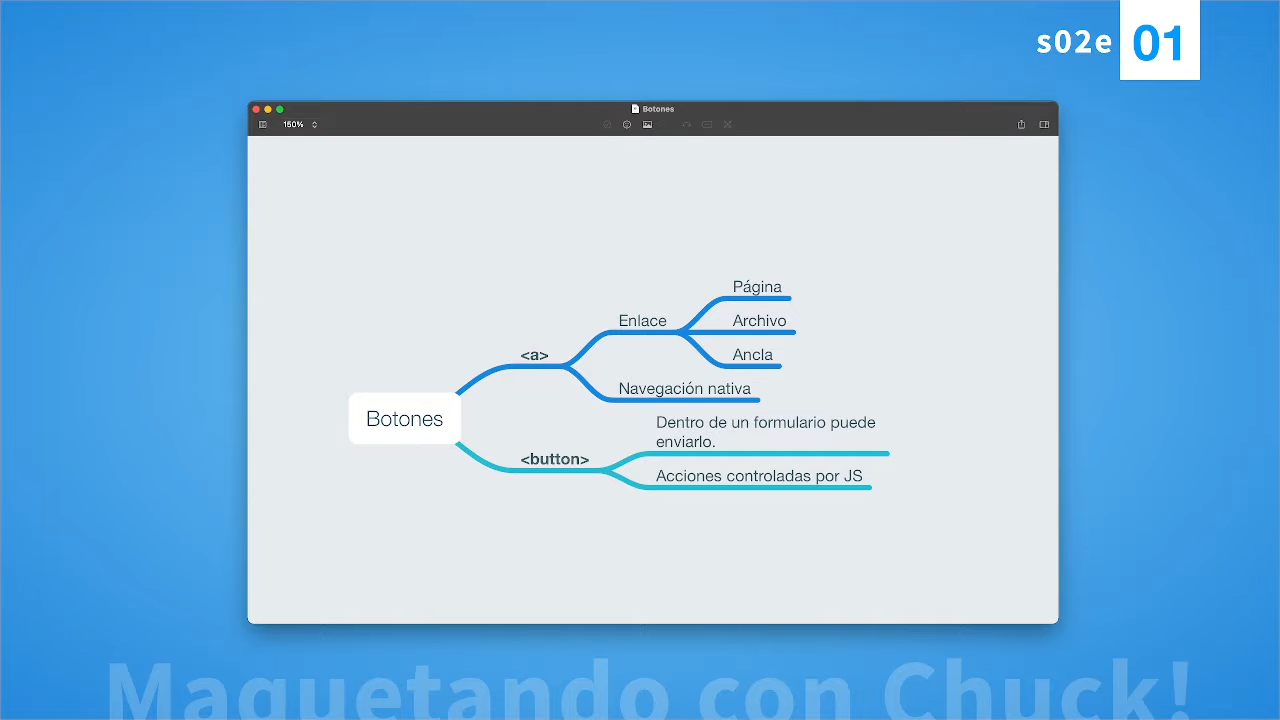 s02e 01
Botones
150%
Página
Enlace
Archivo
<a>
Ancla
Navegación nativa
Botones
Dentro de un formulario puede
enviarlo.
<button>
Acciones controladas por JS
Maquetando con Chuck!